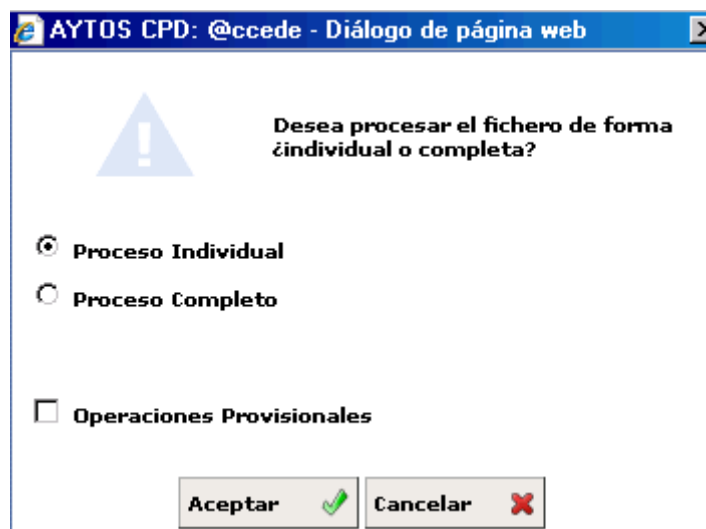 AYTOS CPD: @ccede - Diálogo de página web
Desea procesar el fichero de forma
¿individual o completa?
Proceso Individual
Proceso Completo
Operaciones Provisionales
Aceptar
Cancelar